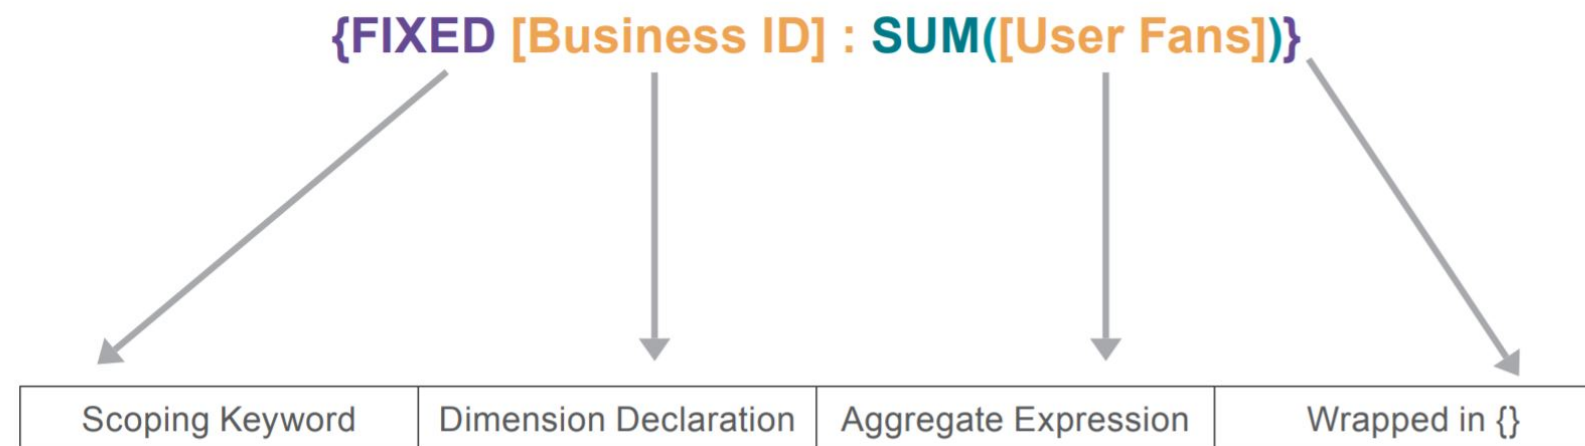 {FIXED [Business ID] : SUM([User Fans])}
Scoping Keyword
Dimension Declaration
Aggregate Expression
Wrapped in {}